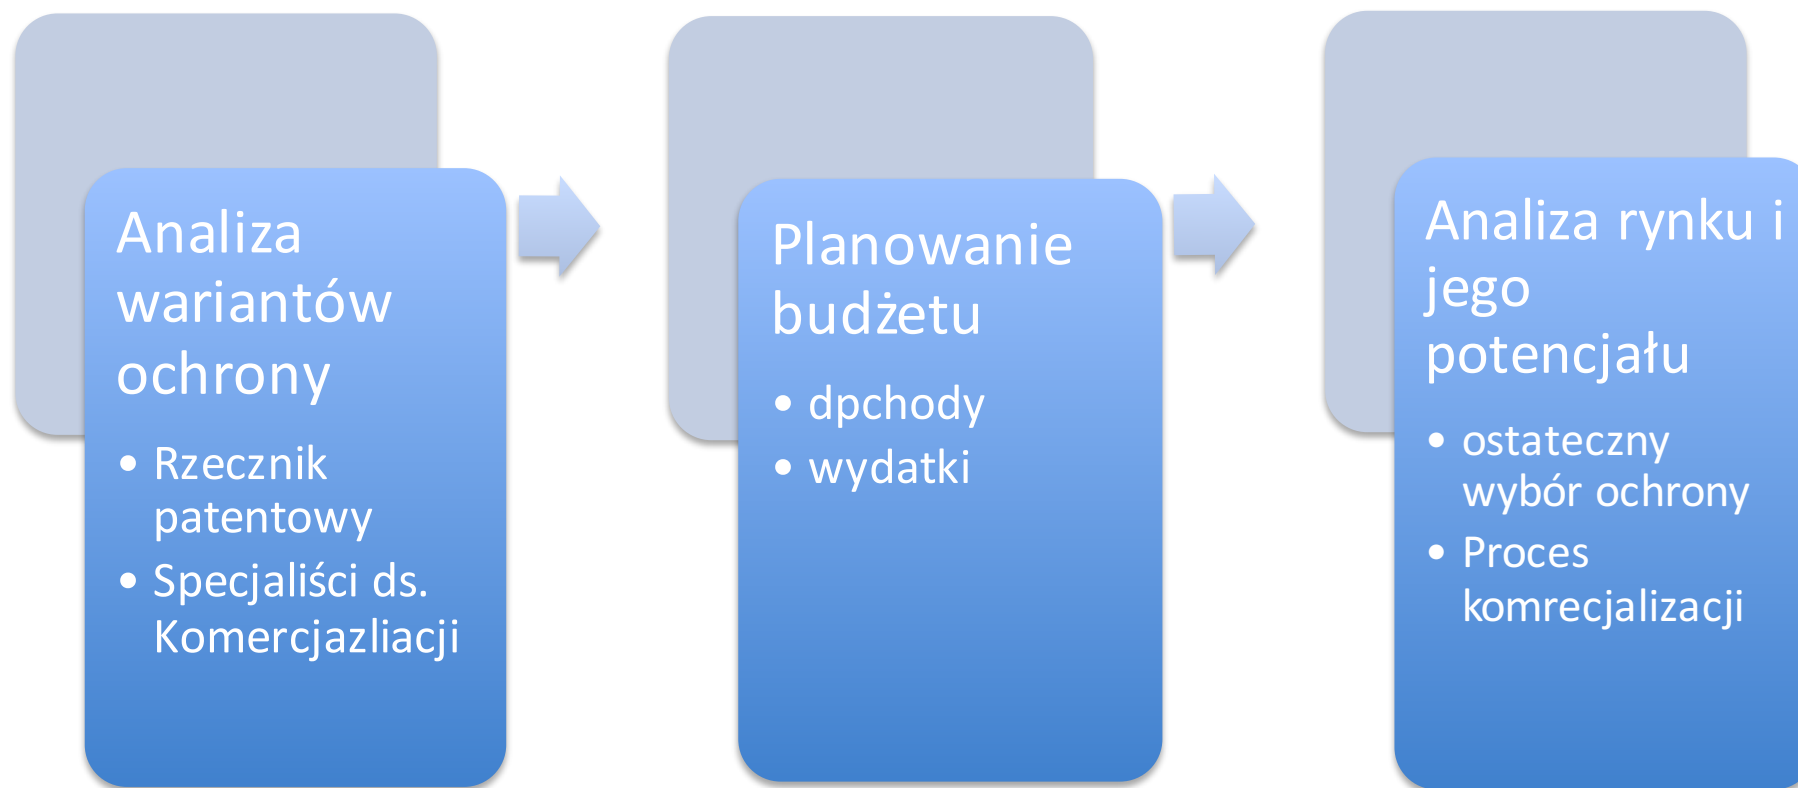 Analiza
wariantów
ochrony
• Rzecznik
patentowy
• Specjaliści ds.
Komercjazliacji
Planowanie
budżetu
• dpchody
• wydatki
Analiza rynku i
jego
potencjału
• ostateczny
wybór ochrony
• Proces
komrecjalizacji